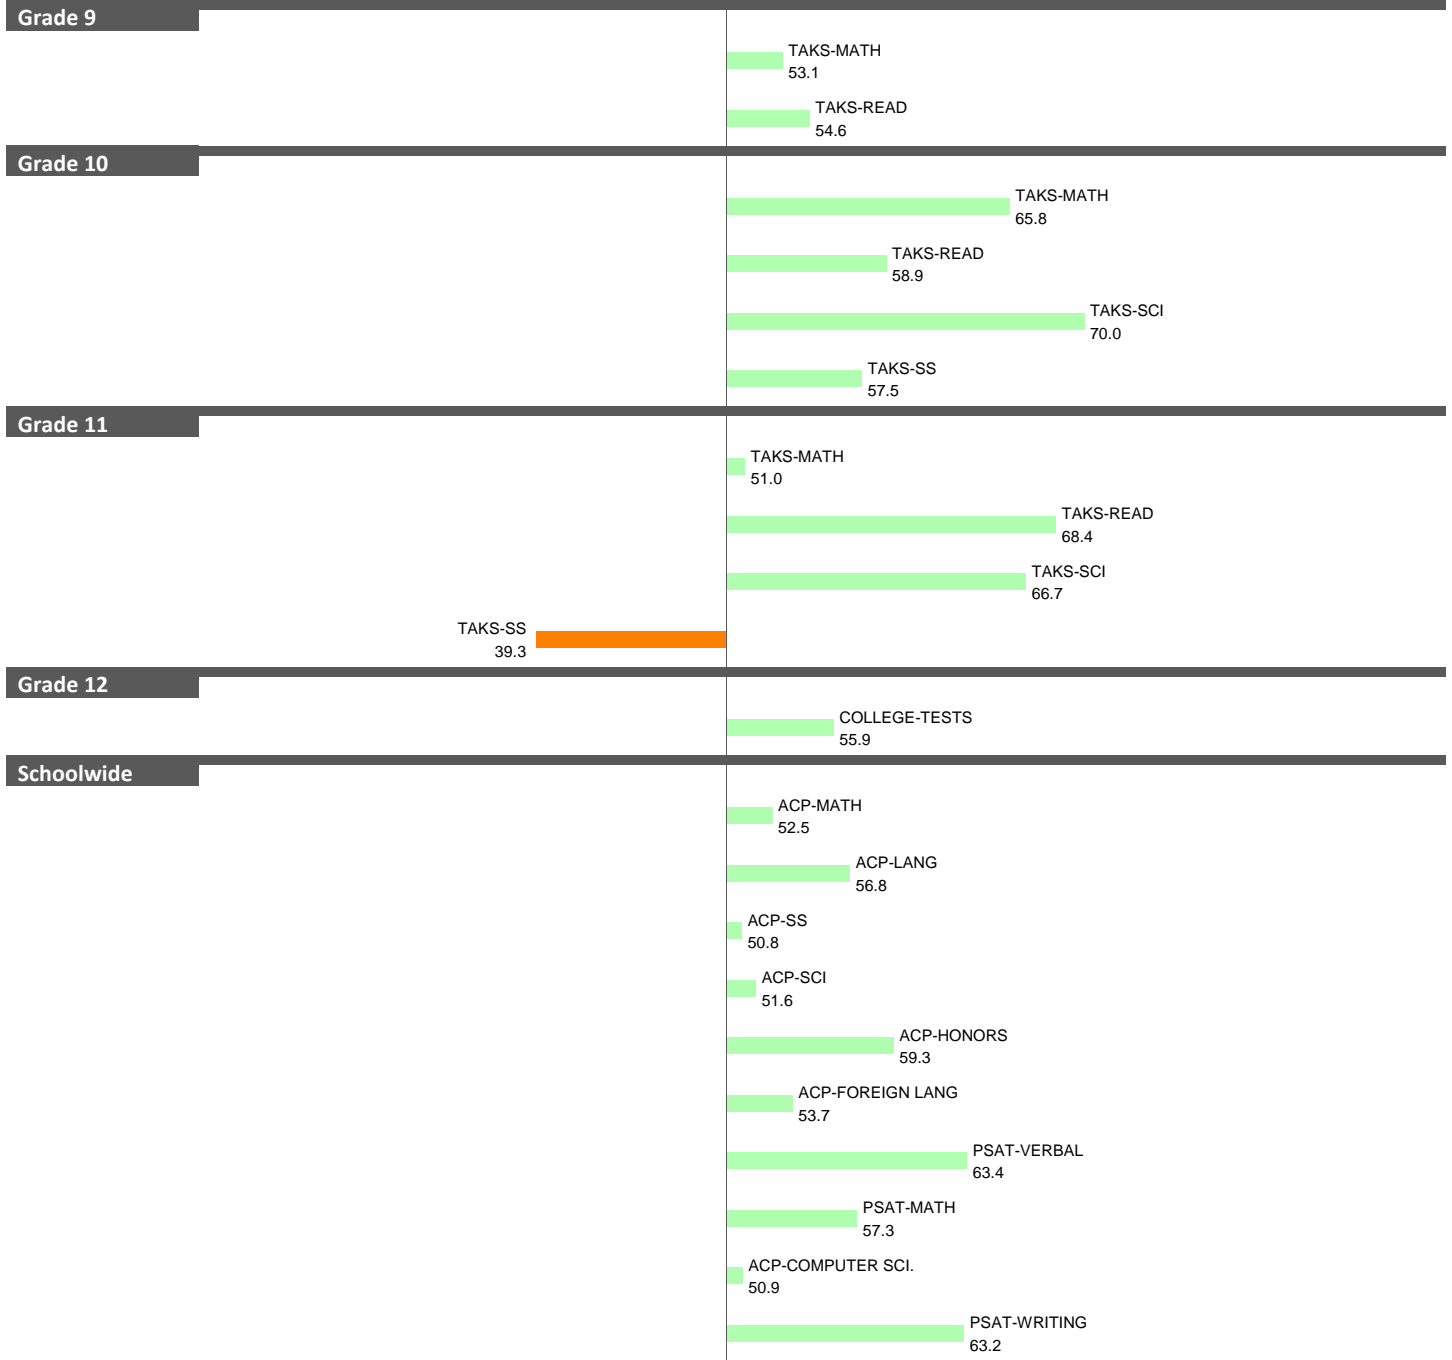 Grade 9
TAKS-MATH
53.1
TAKS-READ
54.6
Grade 10
TAKS-MATH
65.8
TAKS-READ
58.9
TAKS-SCI
70.0
TAKS-SS
57.5
Grade 11
TAKS-MATH
51.0
TAKS-READ
68.4
TAKS-SCI
66.7
TAKS-SS
39.3
Grade 12
COLLEGE-TESTS
55.9
Schoolwide
ACP-MATH
52.5
ACP-LANG
56.8
ACP-SS
50.8
ACP-SCI
51.6
ACP-HONORS
59.3
ACP-FOREIGN LANG
53.7
PSAT-VERBAL
63.4
PSAT-MATH
57.3
ACP-COMPUTER SCI.
50.9
PSAT-WRITING
63.2